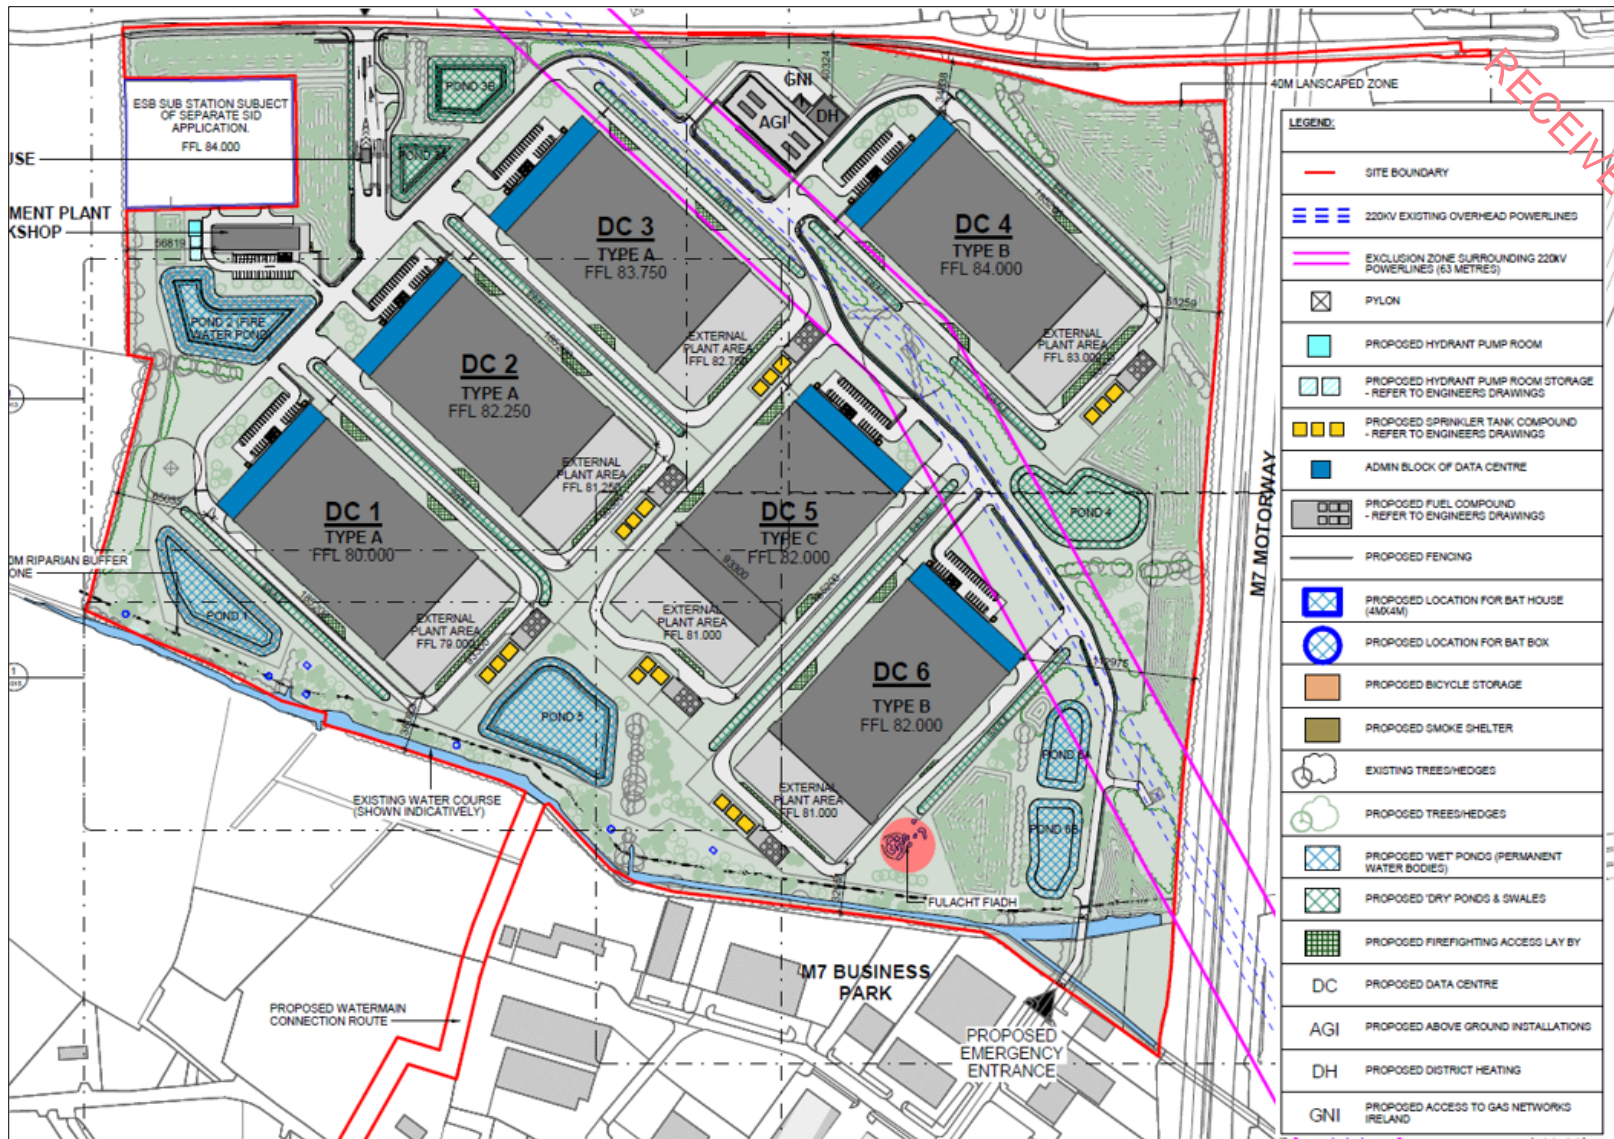 ESB SUB STATION SUBJECT
OF SEPARATE SID
APPLICATION.
FFL 84.000
USE
MENT PLANT
KSHOP
56819
POND 3B
POND 3A
POND 2 (FIRE
WATER POND)
GNI
AGI
DH
40324
34838
40M LANSCAPED ZONE
RECEIVE
DC 3
TYPE A
FFL 83.750
DC 4
TYPE B
FFL 84.000
51259
EXTERNAL
PLANT AREA
FFL 82.750
EXTERNAL
PLANT AREA
FFL 83.000
DC 2
TYPE A
FFL 82.250
EXTERNAL
PLANT AREA
FFL 81.250
DC 1
TYPE A
FFL 80.000
DC 5
TYPE C
FFL 82.000
93300
POND 4
M7 MOTORWAY
0M RIPARIAN BUFFER
ONE
POND 1
EXTERNAL
PLANT AREA
FFL 79.000
EXTERNAL
PLANT AREA
FFL 81.000
DC 6
TYPE B
FFL 82.000
112975
POND 5
POND 6A
POND 6B
EXTERNAL
PLANT AREA
FFL 81.000
EXISTING WATER COURSE
(SHOWN INDICATIVELY)
FULACHT FIADH
M7 BUSINESS
PARK
PROPOSED WATERMAIN
CONNECTION ROUTE
PROPOSED
EMERGENCY
ENTRANCE
LEGEND:
SITE BOUNDARY
220KV EXISTING OVERHEAD POWERLINES
EXCLUSION ZONE SURROUNDING 220kV
POWERLINES (63 METRES)
PYLON
PROPOSED HYDRANT PUMP ROOM
PROPOSED HYDRANT PUMP ROOM STORAGE
- REFER TO ENGINEERS DRAWINGS
PROPOSED SPRINKLER TANK COMPOUND
- REFER TO ENGINEERS DRAWINGS
ADMIN BLOCK OF DATA CENTRE
PROPOSED FUEL COMPOUND
- REFER TO ENGINEERS DRAWINGS
PROPOSED FENCING
PROPOSED LOCATION FOR BAT HOUSE
(4MX4M)
PROPOSED LOCATION FOR BAT BOX
PROPOSED BICYCLE STORAGE
PROPOSED SMOKE SHELTER
EXISTING TREES/HEDGES
PROPOSED TREES/HEDGES
PROPOSED 'WET' PONDS (PERMANENT
WATER BODIES)
PROPOSED 'DRY' PONDS & SWALES
PROPOSED FIREFIGHTING ACCESS LAY BY
DC PROPOSED DATA CENTRE
AGI PROPOSED ABOVE GROUND INSTALLATIONS
DH PROPOSED DISTRICT HEATING
GNI PROPOSED ACCESS TO GAS NETWORKS
IRELAND